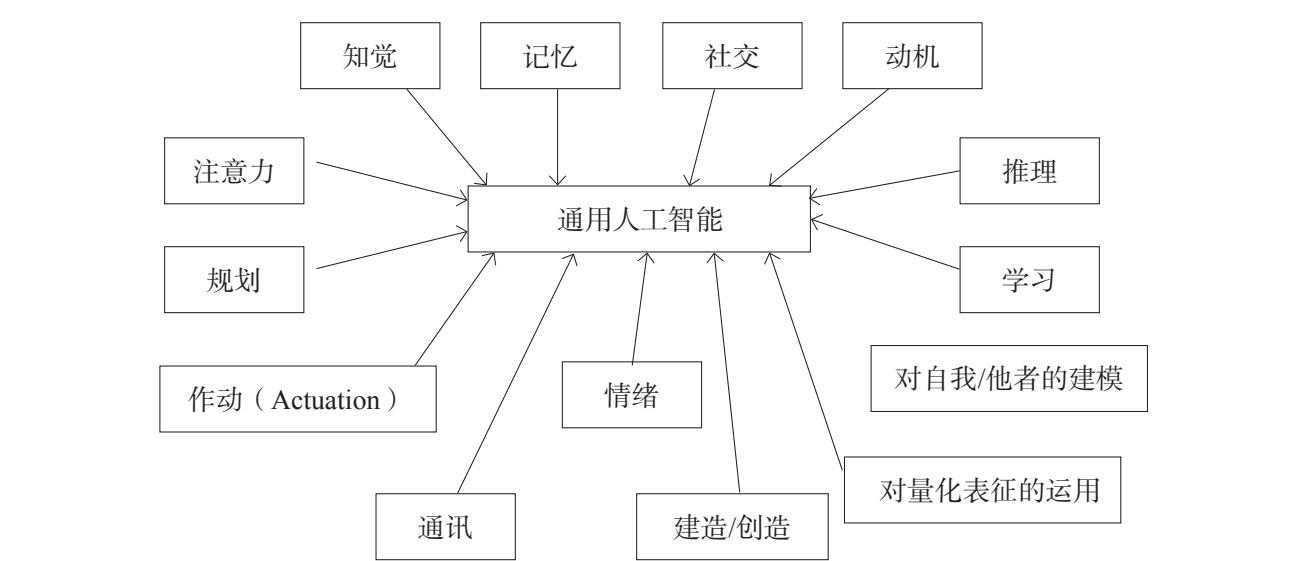 知觉
记忆
社交
动机
注意力
推理
通用人工智能
规划
学习
对自我/他者的建模
作动（Actuation）
情绪
对量化表征的运用
通讯
建造/创造